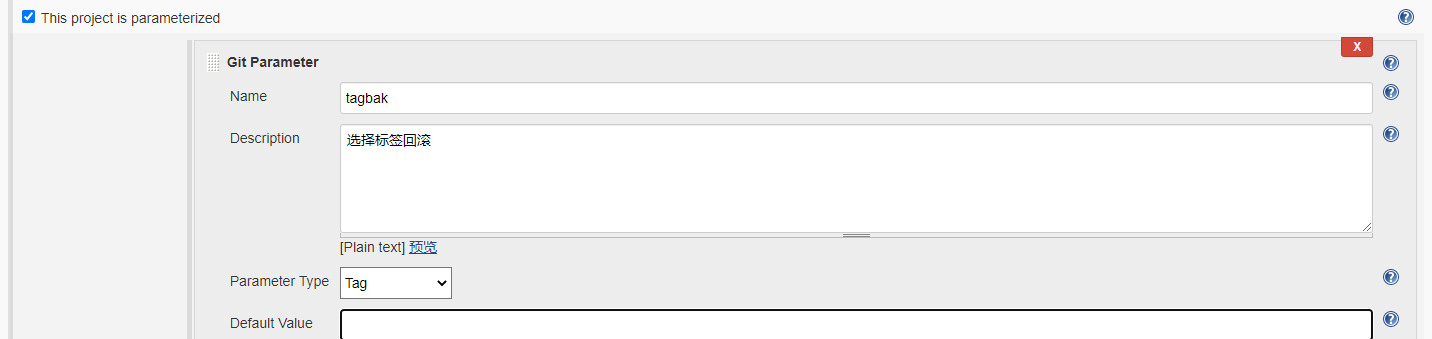 This project is parameterized
X
Git Parameter
Name
tagbak
Description
选择标签回滚
[Plain text] 预览
Parameter Type
Tag
Default Value